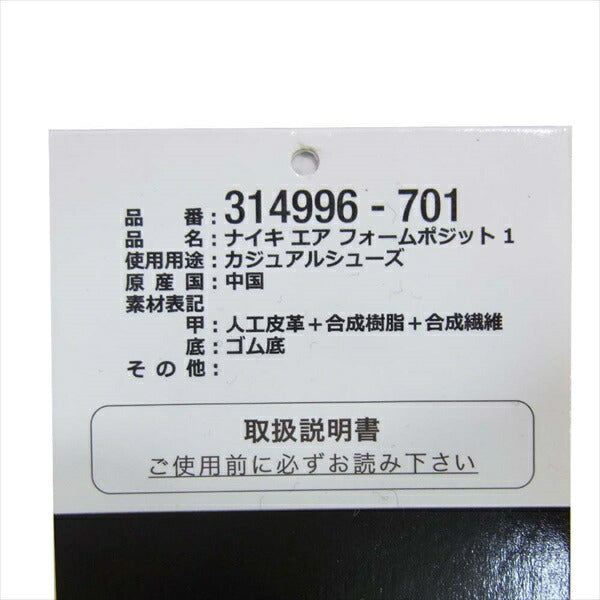 品　番：314996 - 701
品　名：ナイキ エア フォームポジット 1
使用用途：カジュアルシューズ
原 産 国：中国
素材表記
甲：人工皮革＋合成樹脂＋合成繊維
底：ゴム底
そ の 他：
取扱説明書
ご使用前に必ずお読み下さい